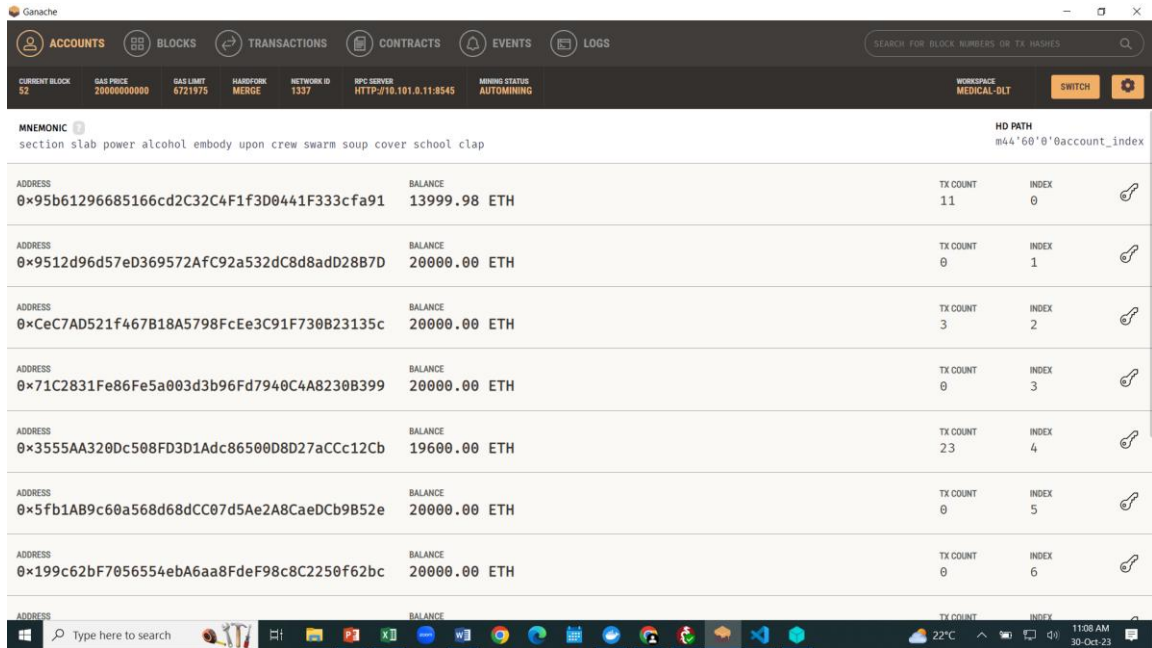 Ganache
ACCOUNTS BLOCKS TRANSACTIONS CONTRACTS EVENTS LOGS SEARCH FOR BLOCK NUMBERS OR TX HASHES
CURRENT BLOCK GAS PRICE GAS LIMIT HARDFORK NETWORK ID RPC SERVER MINING STATUS WORKSPACE
52 20000000000 6721975 MERGE 1337 HTTP://10.101.0.11:8545 AUTOMINING MEDICAL-DLT SWITCH
MNEMONIC ? HD PATH
section slab power alcohol embody upon crew swarm soup cover school clap m44'60'0'0account_index
ADDRESS BALANCE TX COUNT INDEX
0×95b61296685166cd2C32C4F1f3D0441F333cfa91 13999.98 ETH 11 0
ADDRESS BALANCE TX COUNT INDEX
0×9512d96d57eD369572AfC92a532dC8d8adD28B7D 20000.00 ETH 0 1
ADDRESS BALANCE TX COUNT INDEX
0×CeC7AD521f467B18A5798FcEe3C91F730B23135c 20000.00 ETH 3 2
ADDRESS BALANCE TX COUNT INDEX
0×71C2831Fe86Fe5a003d3b96Fd7940C4A8230B399 20000.00 ETH 0 3
ADDRESS BALANCE TX COUNT INDEX
0×3555AA320Dc508FD3D1Adc86500D8D27aCCc12Cb 19600.00 ETH 23 4
ADDRESS BALANCE TX COUNT INDEX
0×5fb1AB9c60a568d68dCC07d5Ae2A8CaeDCb9B52e 20000.00 ETH 0 5
ADDRESS BALANCE TX COUNT INDEX
0×199c62bF7056554ebA6aa8FdeF98c8C2250f62bc 20000.00 ETH 0 6
ADDRESS BALANCE TX COUNT INDEX
Type here to search 22°C 11:08 AM
30-Oct-23